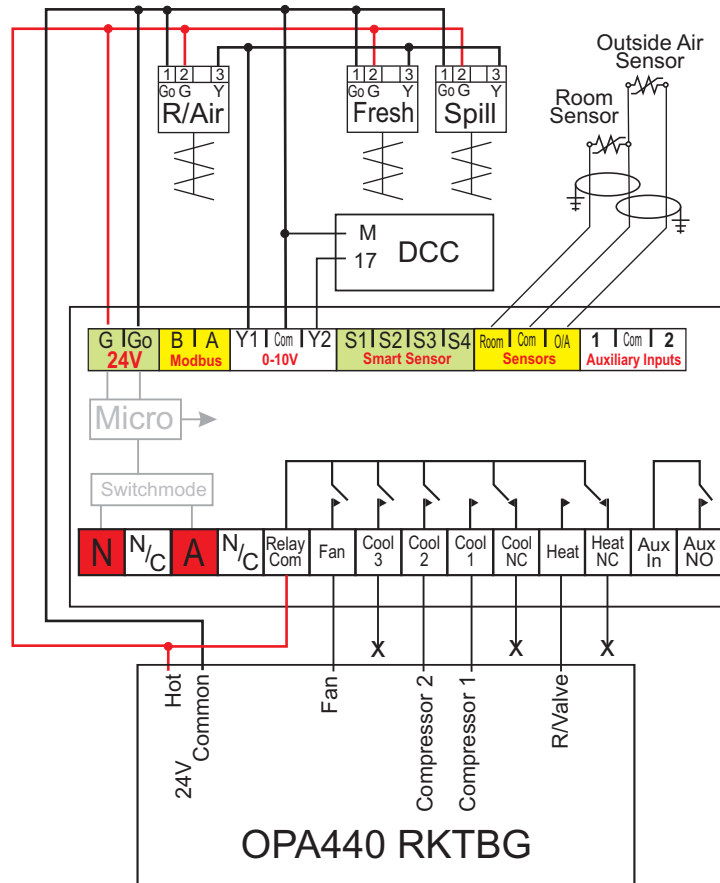 Outside Air
Sensor
Room
Sensor
1 2 3
Go G Y
R/Air
1 2 3
Go G Y
Fresh
1 2 3
Go G Y
Spill
M
17
DCC
G Go
24V
B A
Modbus
Y1 Com Y2
0-10V
S1 S2 S3 S4
Smart Sensor
Room Com O/A
Sensors
1 Com 2
Auxiliary Inputs
Micro
Switchmode
N
N/C
A
N/C
Relay
Com
Fan
Cool
3
Cool
2
Cool
1
Cool
NC
Heat
Heat
NC
Aux
In
Aux
NO
X
X
X
Hot
24V
Common
Fan
Compressor 2
Compressor 1
R/Valve
OPA440 RKTBG